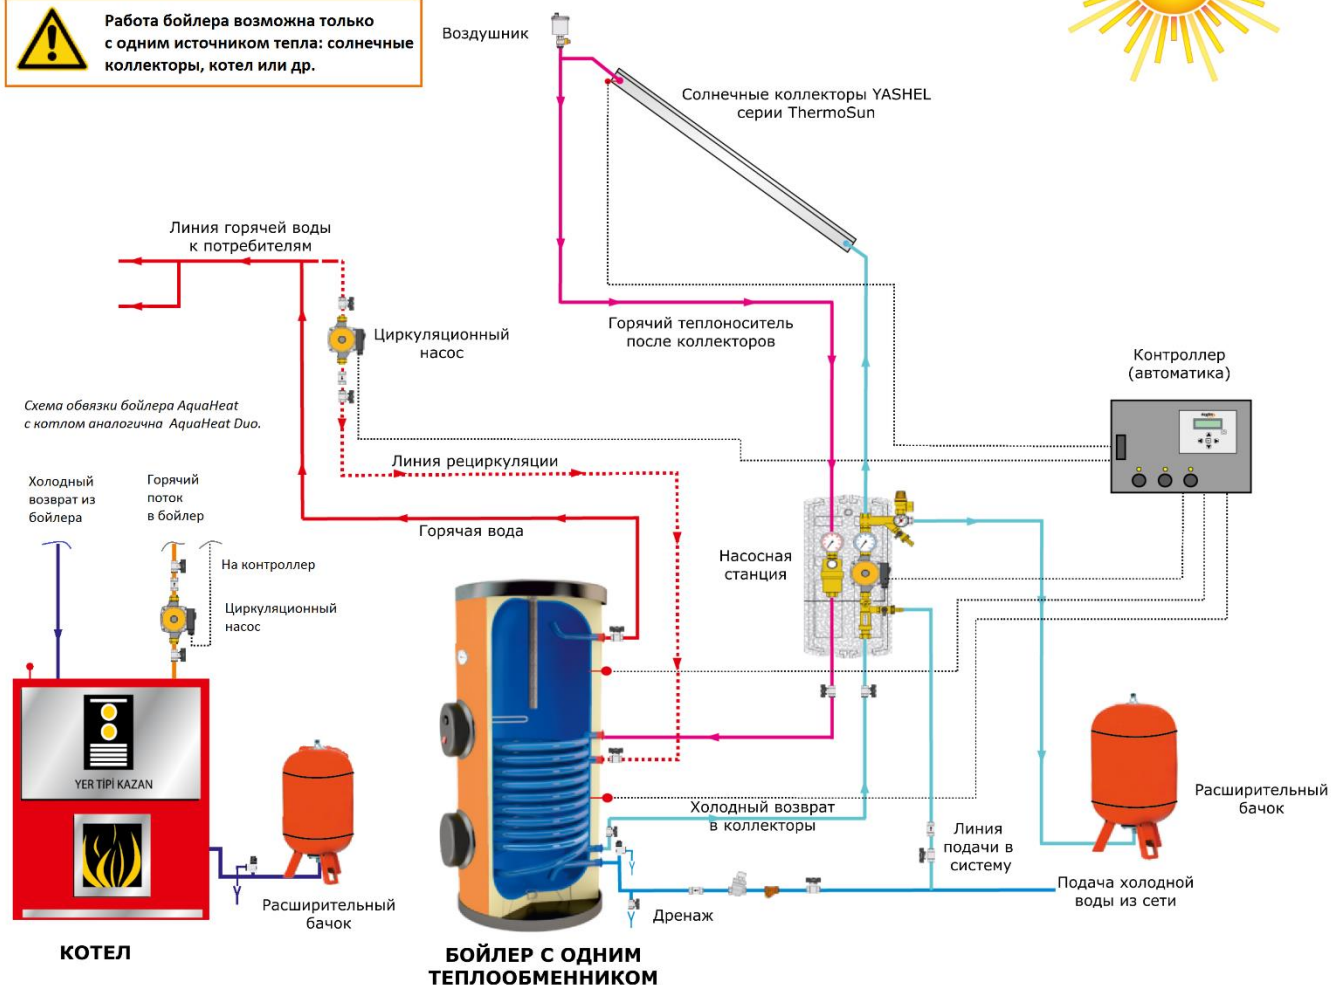 Работа бойлера возможна только
с одним источником тепла: солнечные
коллекторы, котел или др.
Воздушник
Солнечные коллекторы YASHEL
серии ThermoSun
Линия горячей воды
к потребителям
Циркуляционный
насос
Горячий теплоноситель
после коллекторов
Контроллер
(автоматика)
Схема обвязки бойлера AquaHeat
с котлом аналогична AquaHeat Duo.
Линия рециркуляции
Холодный
возврат из
бойлера
Горячий
поток
в бойлер
Горячая вода
На контроллер
Насосная
станция
Циркуляционный
насос
YER TİPİ KAZAN
Холодный возврат
в коллекторы
Линия
подачи в
систему
Расширительный
бачок
Подача холодной
воды из сети
Расширительный
бачок
Дренаж
КОТЕЛ
БОЙЛЕР С ОДНИМ
ТЕПЛООБМЕННИКОМ